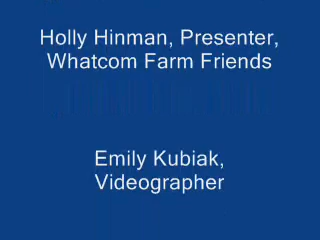 Holly Hinman, Presenter,
Whatcom Farm Friends
Emily Kubiak,
Videographer